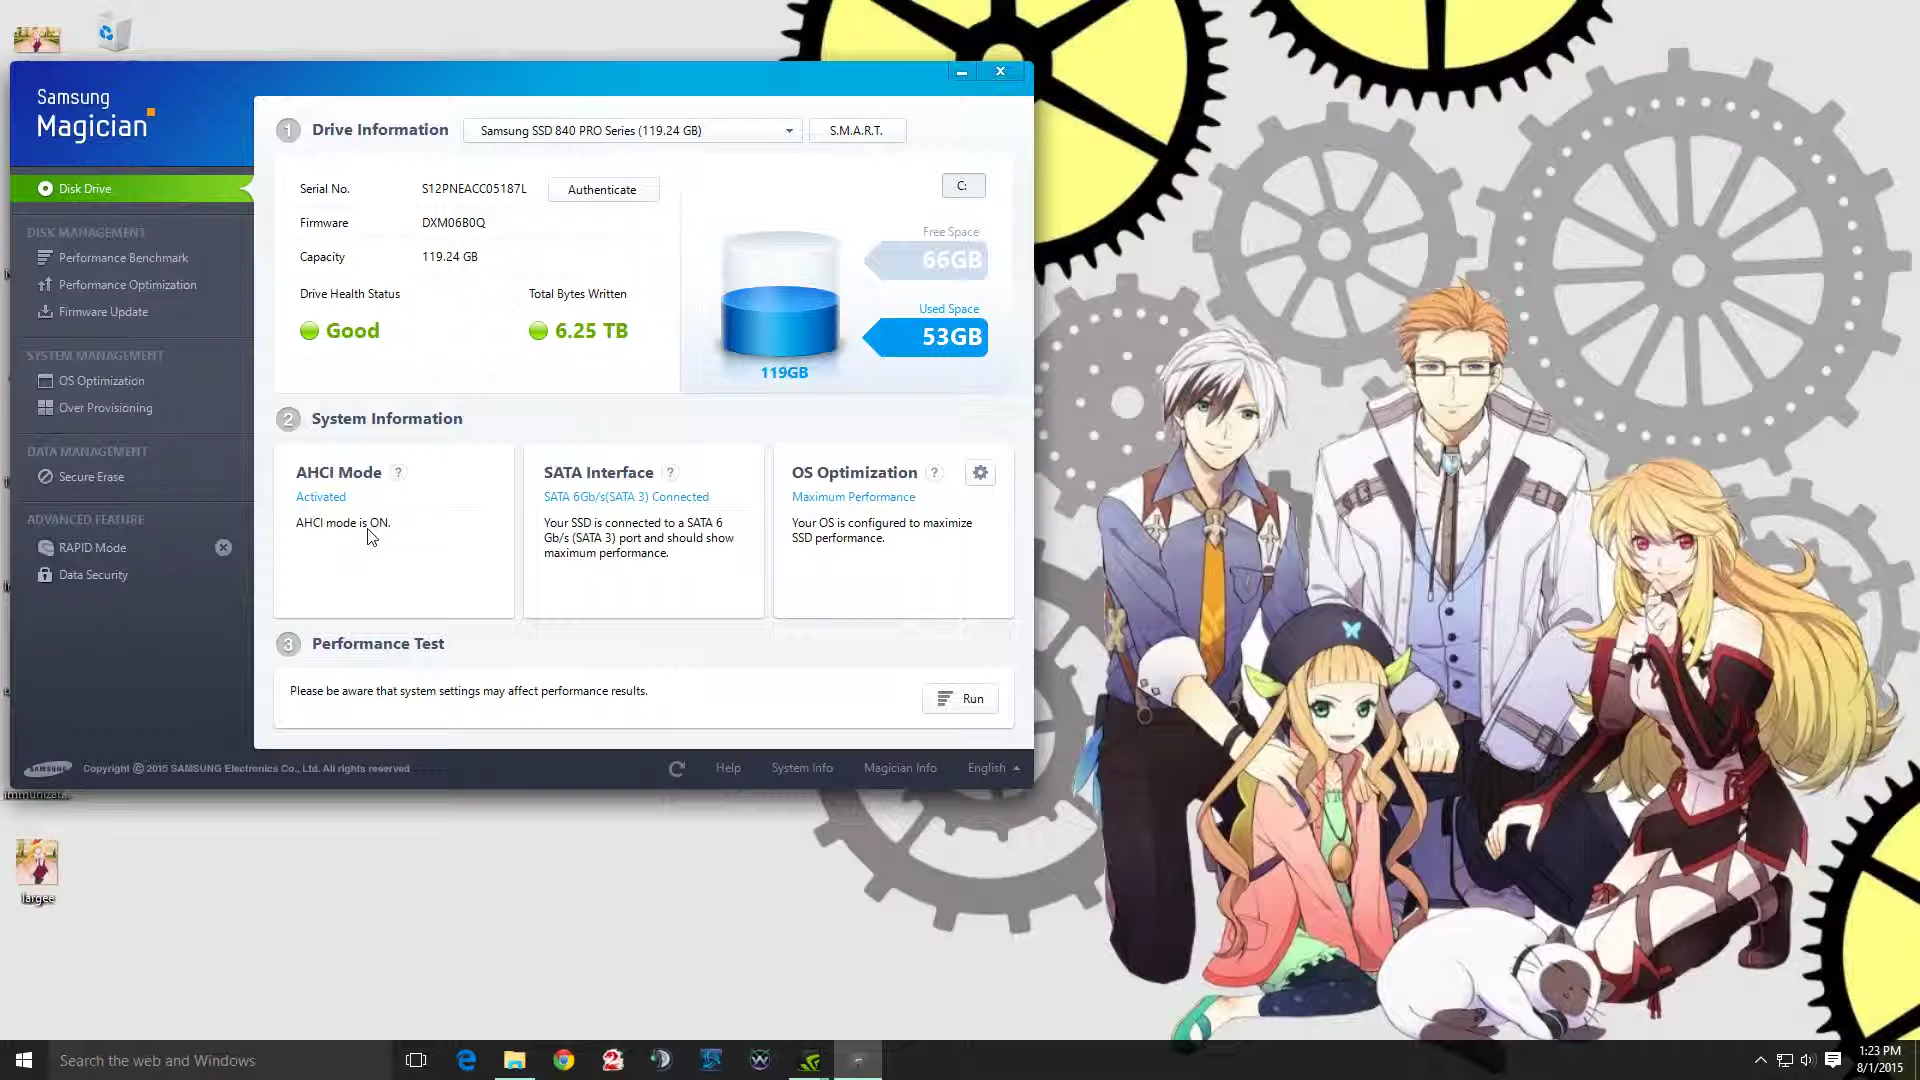 Samsung
Magician
1 Drive Information
Samsung SSD 840 PRO Series (119.24 GB)
S.M.A.R.T.
Disk Drive
Serial No. S12PNEACC05187L
Authenticate
C:
Firmware DXM06B0Q
Capacity 119.24 GB
Free Space
66GB
Drive Health Status
Good
Total Bytes Written
6.25 TB
Used Space
53GB
119GB
DISK MANAGEMENT
Performance Benchmark
Performance Optimization
Firmware Update
SYSTEM MANAGEMENT
OS Optimization
Over Provisioning
DATA MANAGEMENT
Secure Erase
ADVANCED FEATURE
RAPID Mode
Data Security
2 System Information
AHCI Mode ?
Activated
AHCI mode is ON.
SATA Interface ?
SATA 6Gb/s(SATA 3) Connected
Your SSD is connected to a SATA 6
Gb/s (SATA 3) port and should show
maximum performance.
OS Optimization ?
Maximum Performance
Your OS is configured to maximize
SSD performance.
3 Performance Test
Please be aware that system settings may affect performance results.
Run
SAMSUNG
Copyright © 2015 SAMSUNG Electronics Co., Ltd. All rights reserved
Help
System Info
Magician Info
English
largee
Search the web and Windows
1:23 PM
8/1/2015